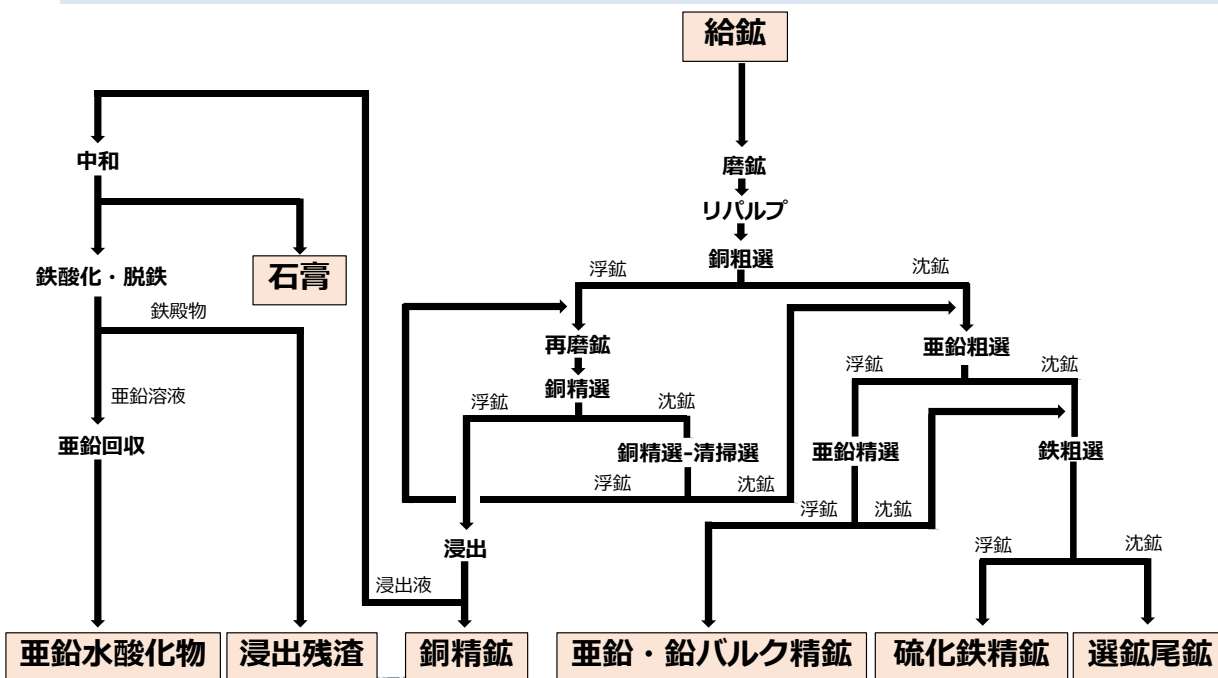 給鉱
磨鉱
リパルプ
銅粗選
浮鉱
沈鉱
中和
石膏
鉄酸化・脱鉄
鉄殿物
亜鉛溶液
亜鉛回収
再磨鉱
銅精選
浮鉱
沈鉱
銅精選-清掃選
浮鉱
沈鉱
浸出
浸出液
亜鉛粗選
浮鉱
沈鉱
亜鉛精選
鉄粗選
浮鉱
沈鉱
浮鉱
沈鉱
亜鉛水酸化物
浸出残渣
銅精鉱
亜鉛・鉛バルク精鉱
硫化鉄精鉱
選鉱尾鉱